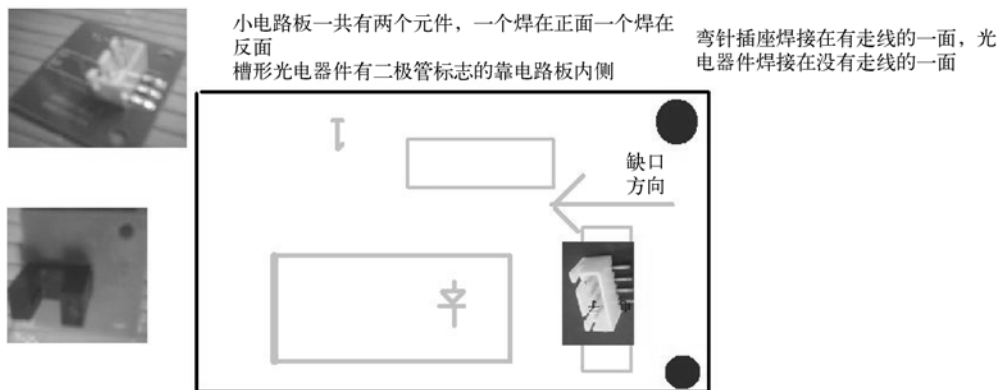 小电路板一共有两个元件，一个焊在正面一个焊在
反面
槽形光电器件有二极管标志的靠电路板内侧
弯针插座焊接在有走线的一面，光
电器件焊接在没有走线的一面
1
缺口
方向